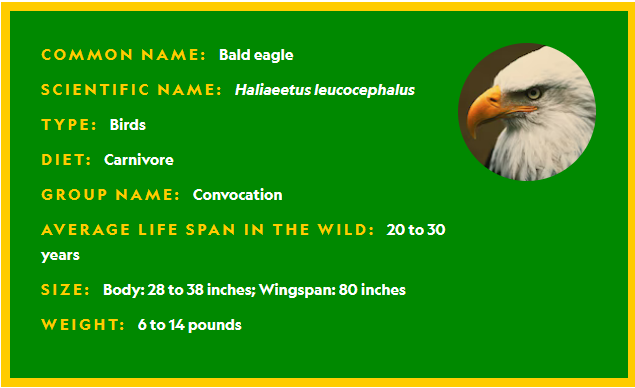 COMMON NAME: Bald eagle
SCIENTIFIC NAME: Haliaeetus leucocephalus
TYPE: Birds
DIET: Carnivore
GROUP NAME: Convocation
AVERAGE LIFE SPAN IN THE WILD: 20 to 30
years
SIZE: Body: 28 to 38 inches; Wingspan: 80 inches
WEIGHT: 6 to 14 pounds